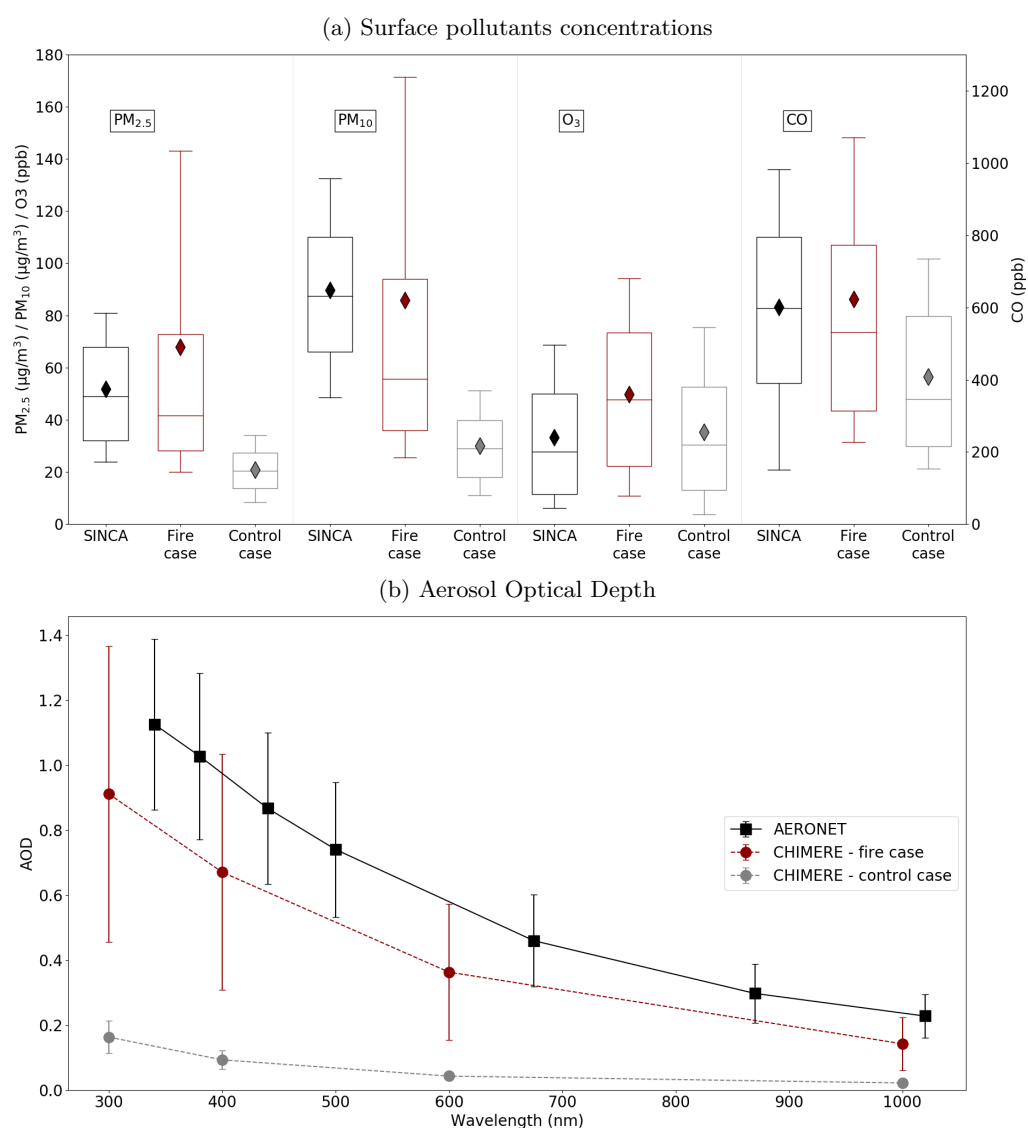 (a) Surface pollutants concentrations
180
160
140
120
100
80
60
40
20
0
PM2.5 (µg/m³) / PM10 (µg/m³) / O3 (ppb)
PM2.5
PM10
O3
CO
1200
1000
800
600
400
200
0
CO (ppb)
SINCA
Fire case
Control case
SINCA
Fire case
Control case
SINCA
Fire case
Control case
SINCA
Fire case
Control case
(b) Aerosol Optical Depth
1.4
1.2
1.0
0.8
0.6
0.4
0.2
0.0
AOD
AERONET
CHIMERE - fire case
CHIMERE - control case
300 400 500 600 700 800 900 1000
Wavelength (nm)